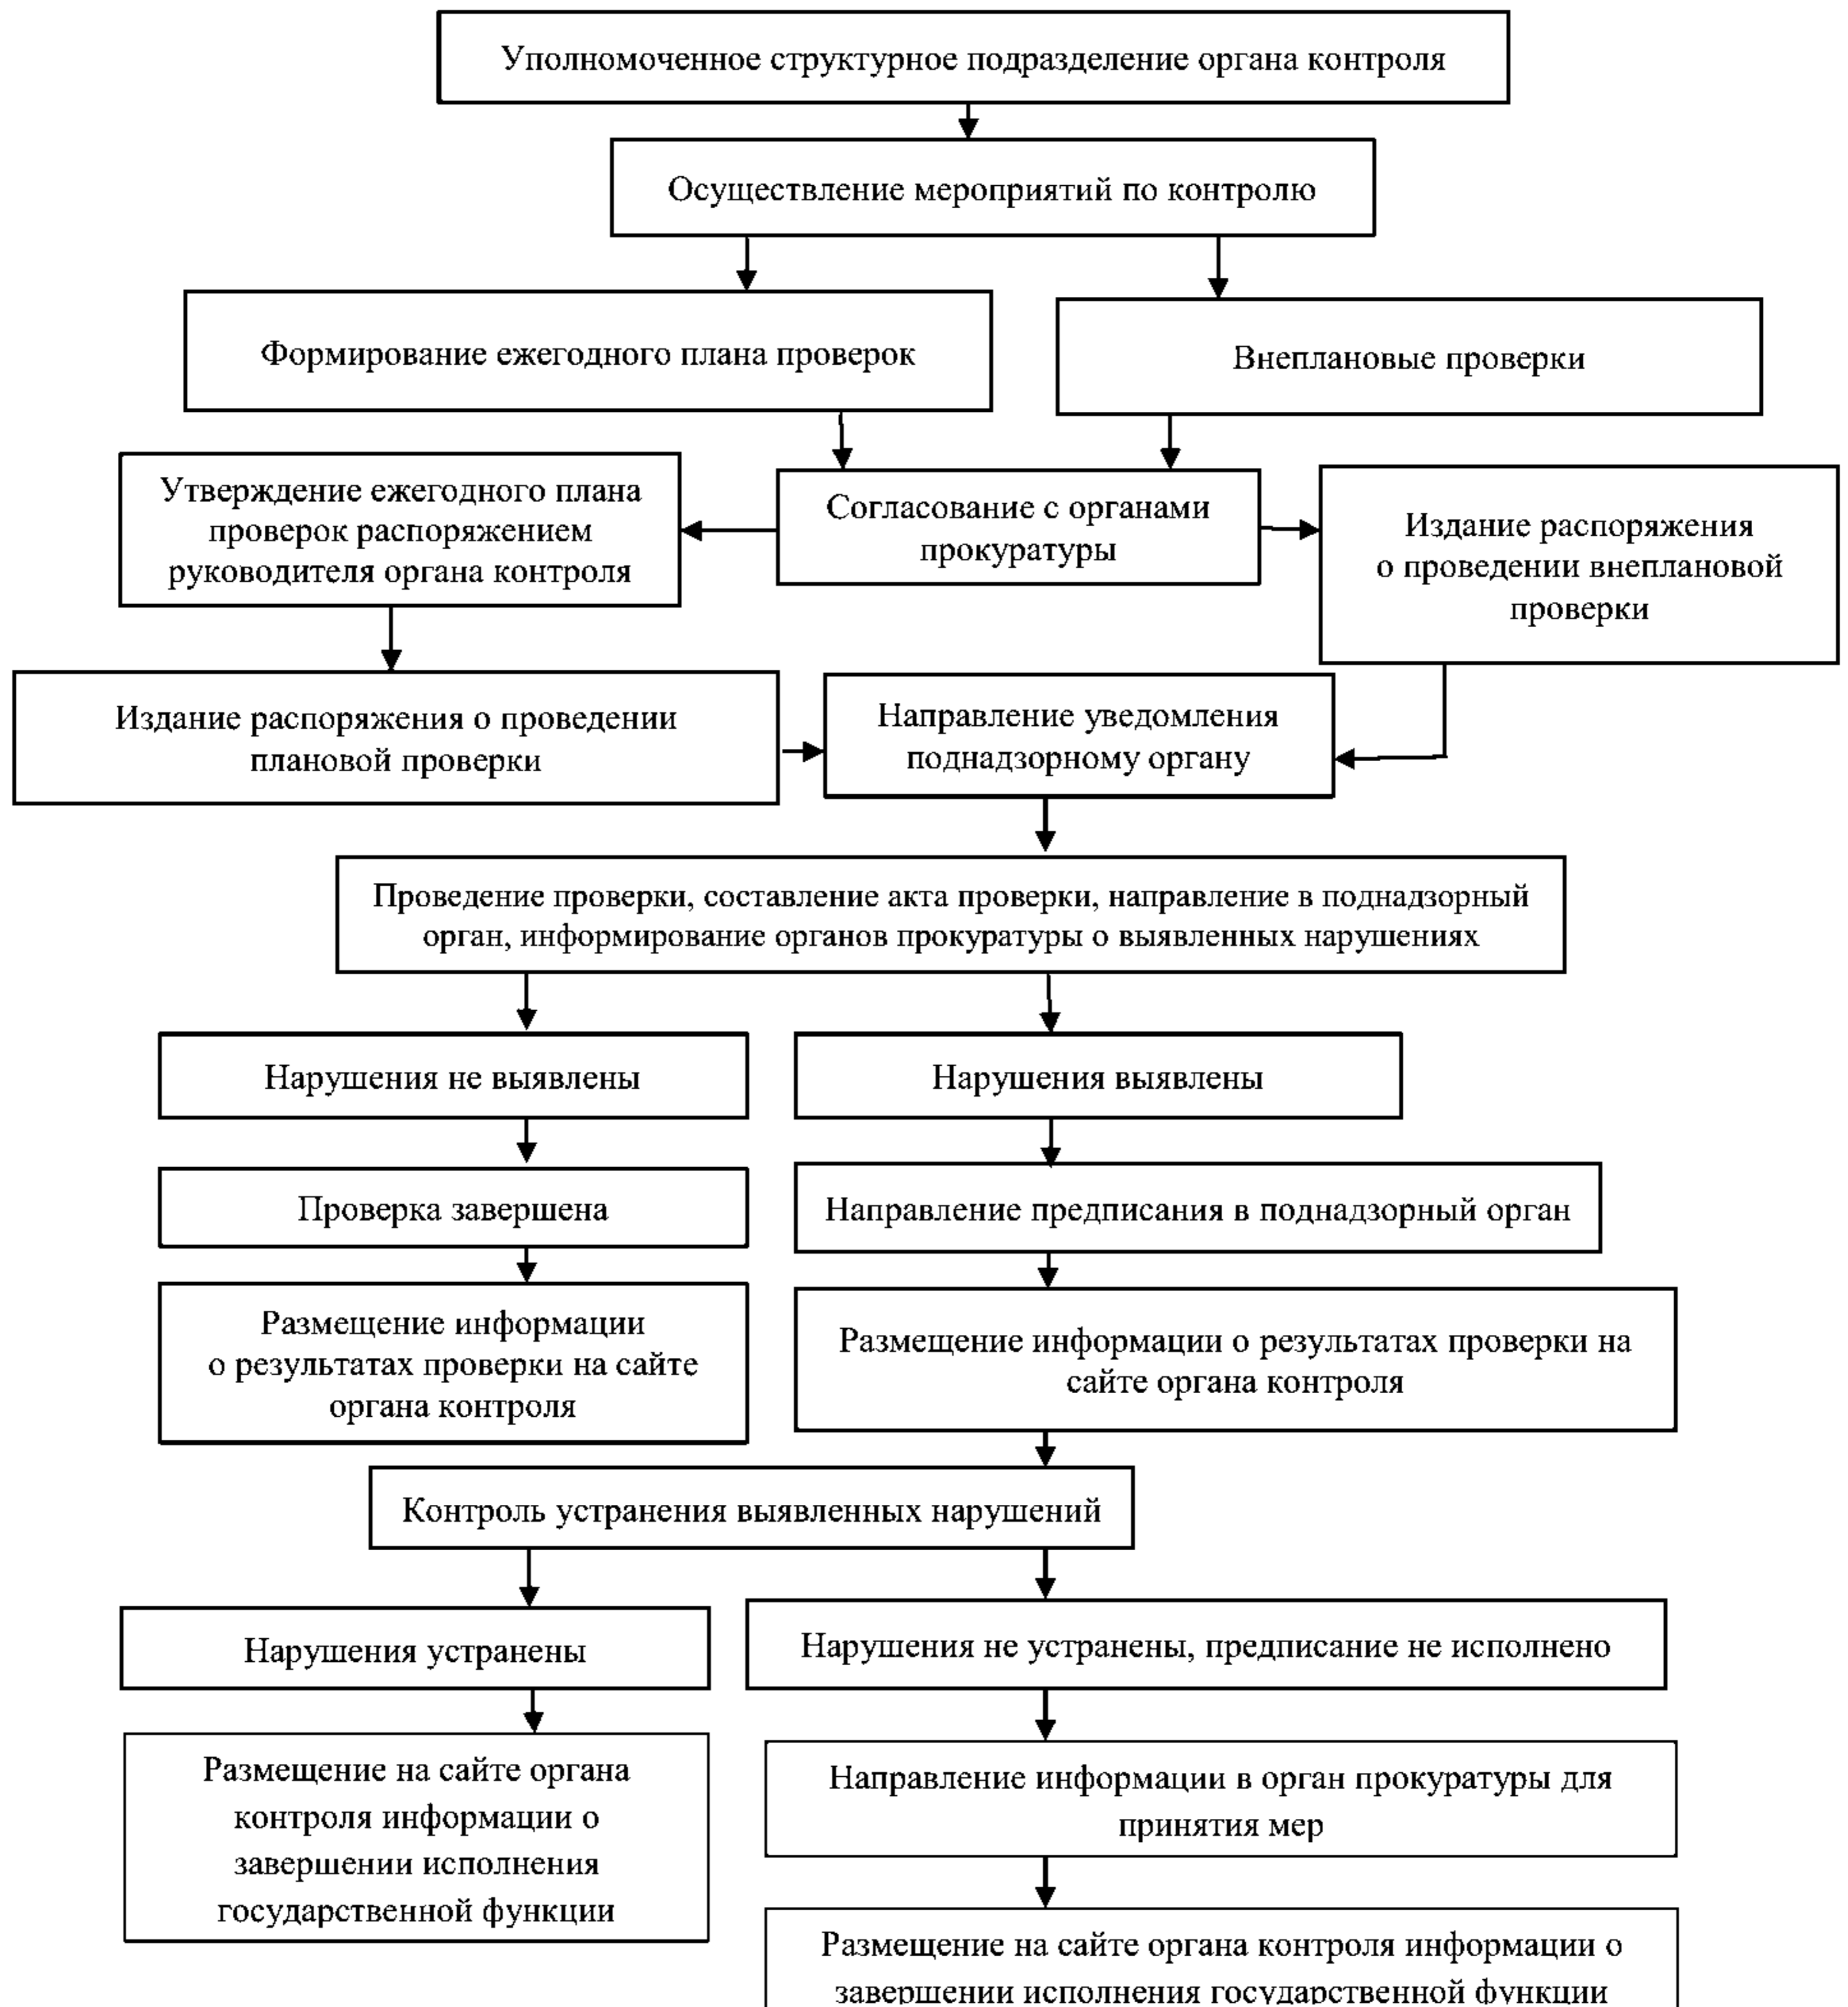 Уполномоченное структурное подразделение органа контроля
Осуществление мероприятий по контролю
Формирование ежегодного плана проверок
Внеплановые проверки
Утверждение ежегодного плана
проверок распоряжением
руководителя органа контроля
Согласование с органами
прокуратуры
Издание распоряжения
о проведении внеплановой
проверки
Издание распоряжения о проведении
плановой проверки
Направление уведомления
поднадзорному органу
Проведение проверки, составление акта проверки, направление в поднадзорный
орган, информирование органов прокуратуры о выявленных нарушениях
Нарушения не выявлены
Нарушения выявлены
Проверка завершена
Направление предписания в поднадзорный орган
Размещение информации
о результатах проверки на сайте
органа контроля
Размещение информации о результатах проверки на
сайте органа контроля
Контроль устранения выявленных нарушений
Нарушения устранены
Нарушения не устранены, предписание не исполнено
Размещение на сайте органа
контроля информации о
завершении исполнения
государственной функции
Направление информации в орган прокуратуры для
принятия мер
Размещение на сайте органа контроля информации о
завершении исполнения государственной функции